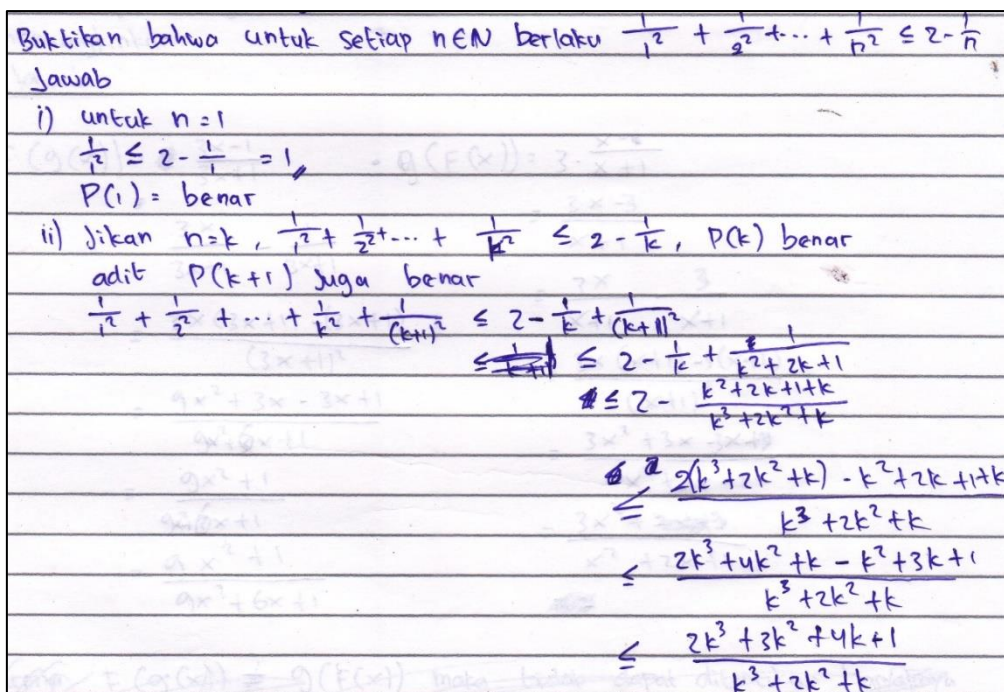 Buktikan bahwa untuk setiap n∈N berlaku 1/1² + 1/2² + ... + 1/n² ≤ 2 - 1/n
Jawab
i) untuk n = 1
1/1² ≤ 2 - 1/1 = 1
P(1) = benar
ii) Jikan n=k, 1/1² + 1/2² + ... + 1/k² ≤ 2 - 1/k, P(k) benar
adit P(k+1) Juga benar
1/1² + 1/2² + ... + 1/k² + 1/(k+1)² ≤ 2 - 1/k + 1/(k+1)²
≤ 2 - 1/k + 1/(k²+2k+1)
≤ 2 - (k²+2k+1+k)/(k³+2k²+k)
≤ (2(k³+2k²+k) - k²+2k+1+k)/(k³+2k²+k)
≤ (2k³+4k²+k - k²+3k+1)/(k³+2k²+k)
≤ (2k³+3k²+4k+1)/(k³+2k²+k)